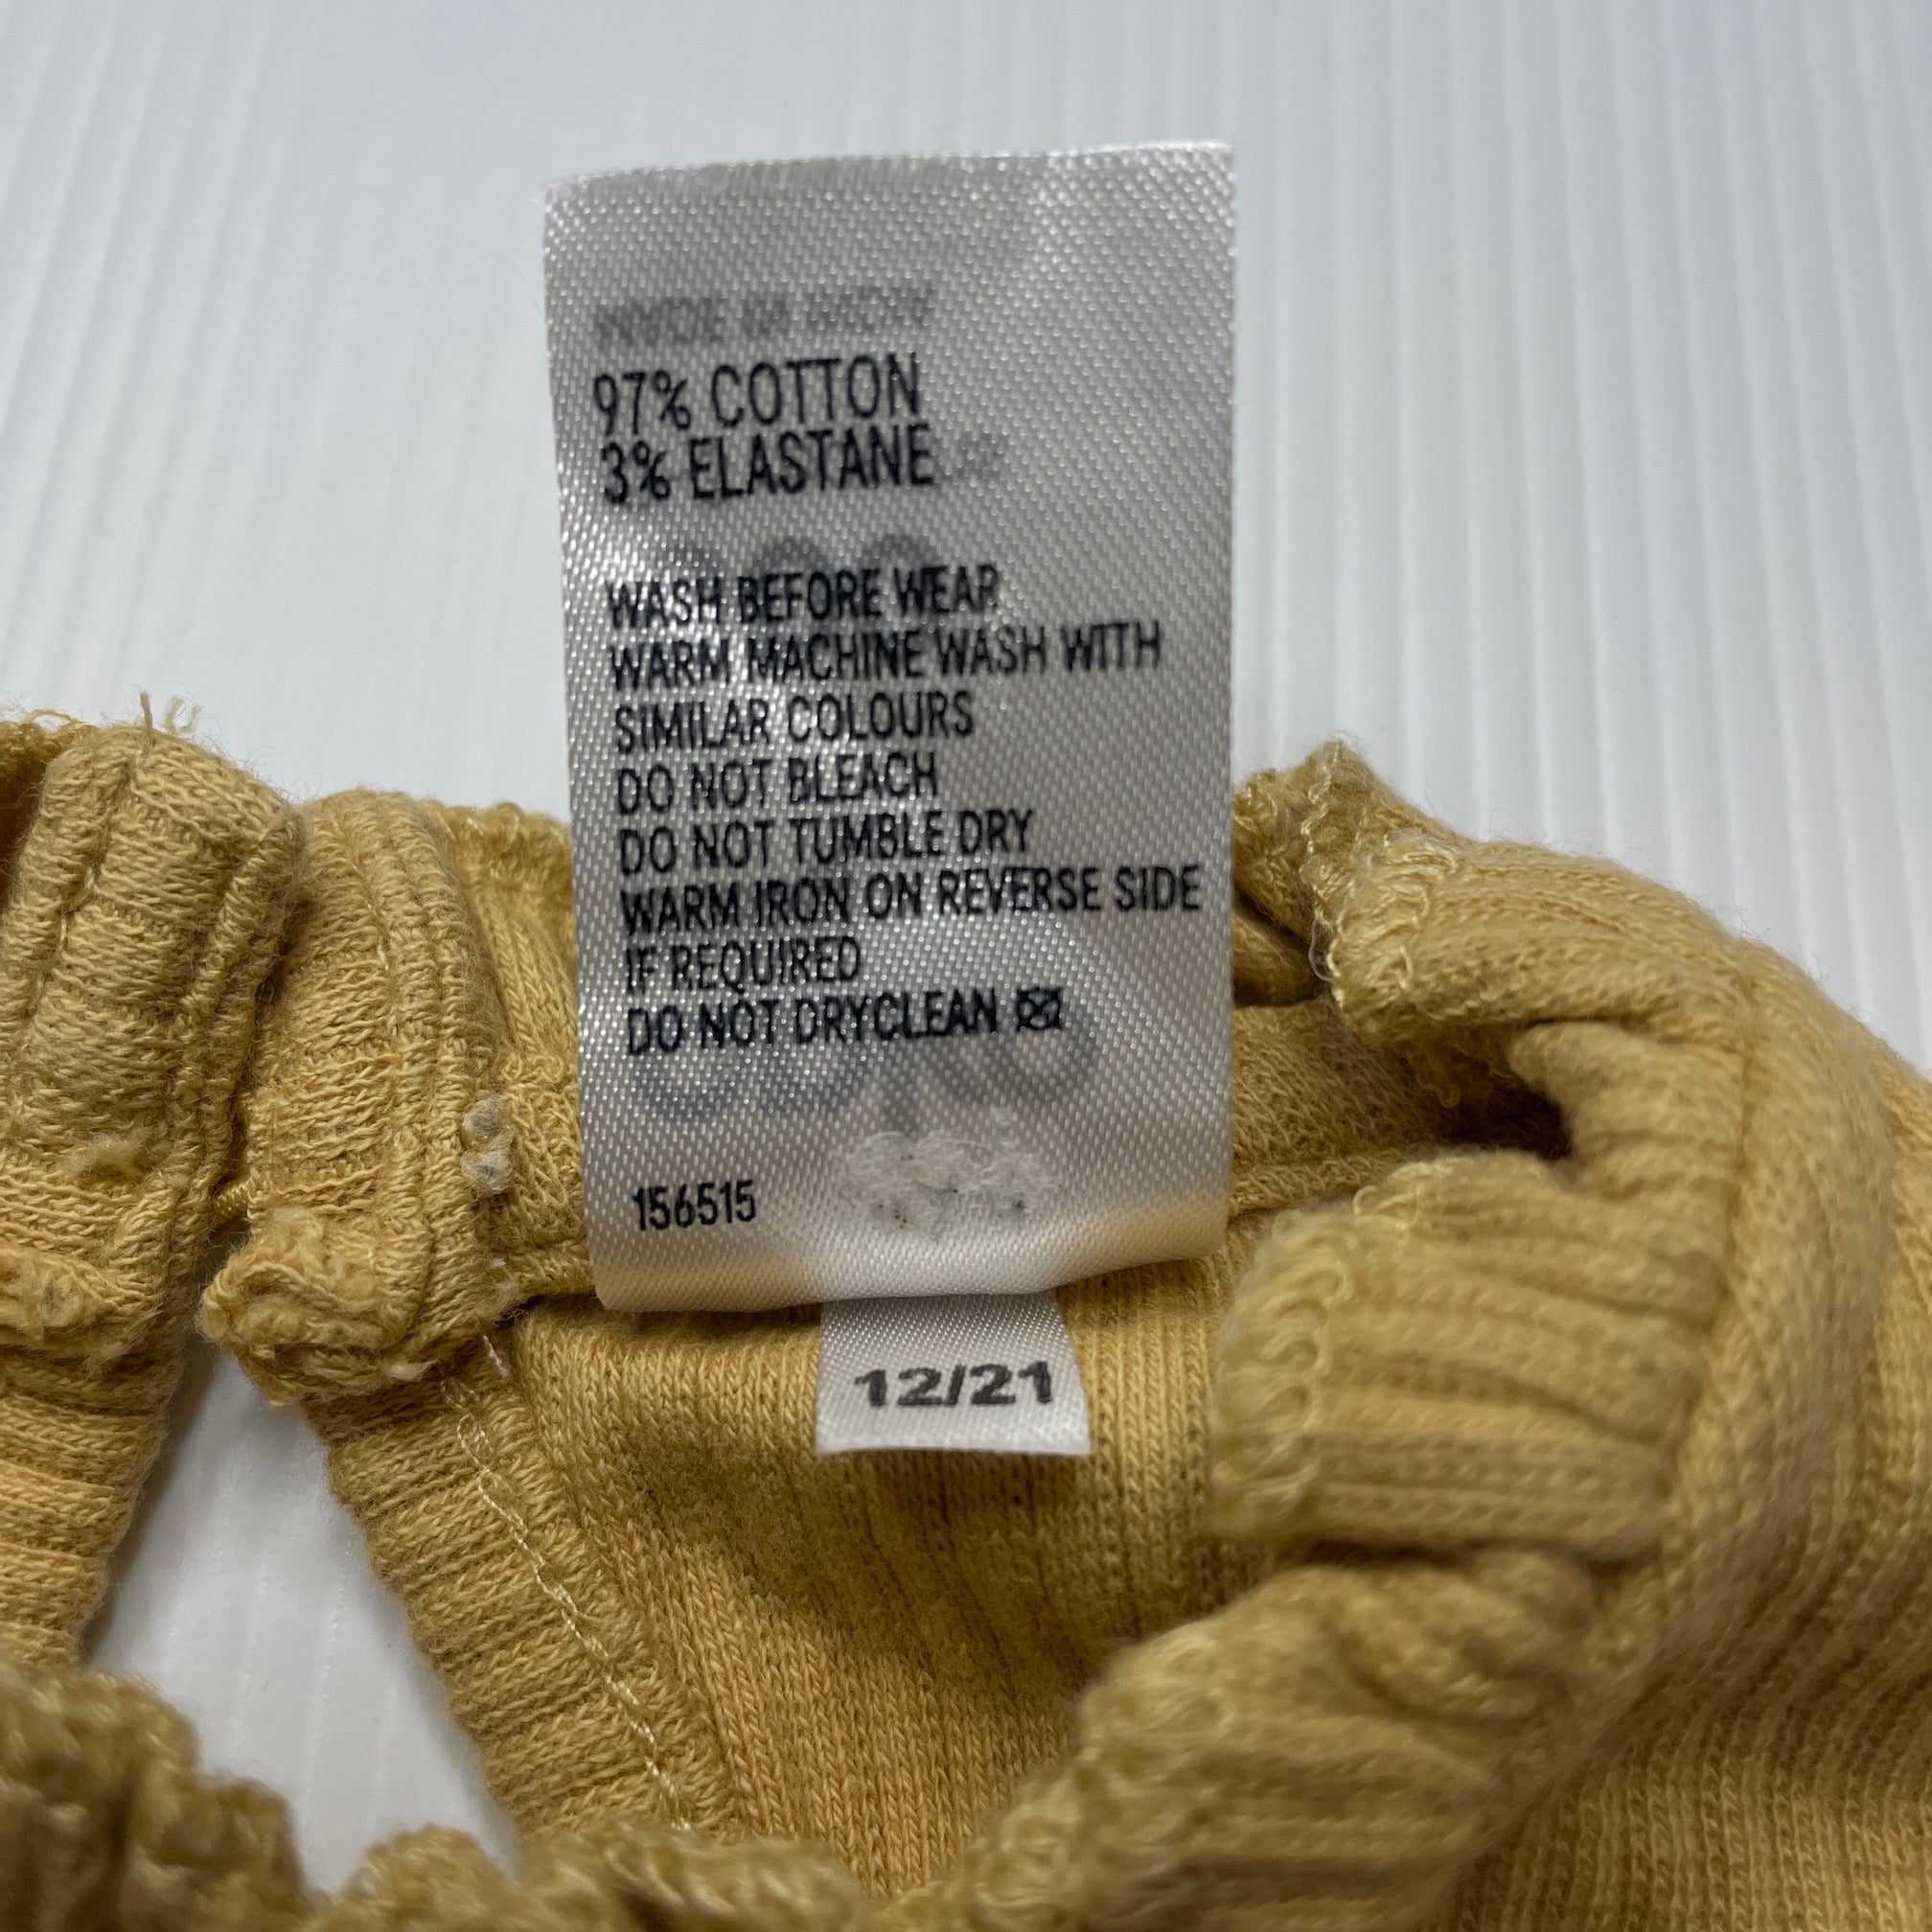 97% COTTON
3% ELASTANE
WASH BEFORE WEAR
WARM MACHINE WASH WITH
SIMILAR COLOURS
DO NOT BLEACH
DO NOT TUMBLE DRY
WARM IRON ON REVERSE SIDE
IF REQUIRED
DO NOT DRYCLEAN
156515
12/21